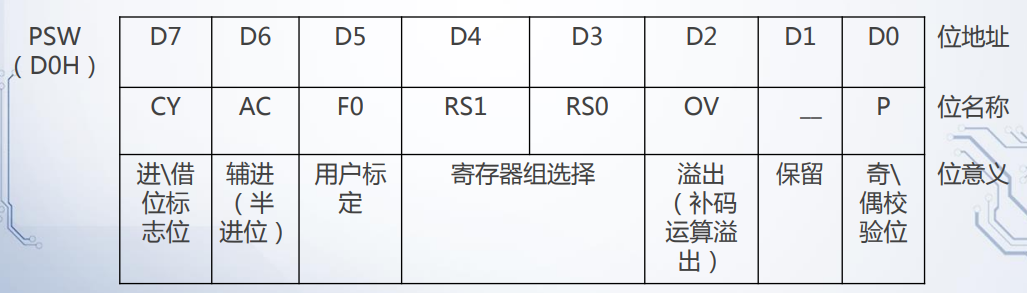 PSW
（D0H） D7 D6 D5 D4 D3 D2 D1 D0 位地址
CY AC F0 RS1 RS0 OV __ P 位名称
进\借
位标
志位
辅进
（半
进位）
用户标
定
寄存器组选择
溢出
（补码
运算溢
出）
保留
奇\
偶校
验位
位意义